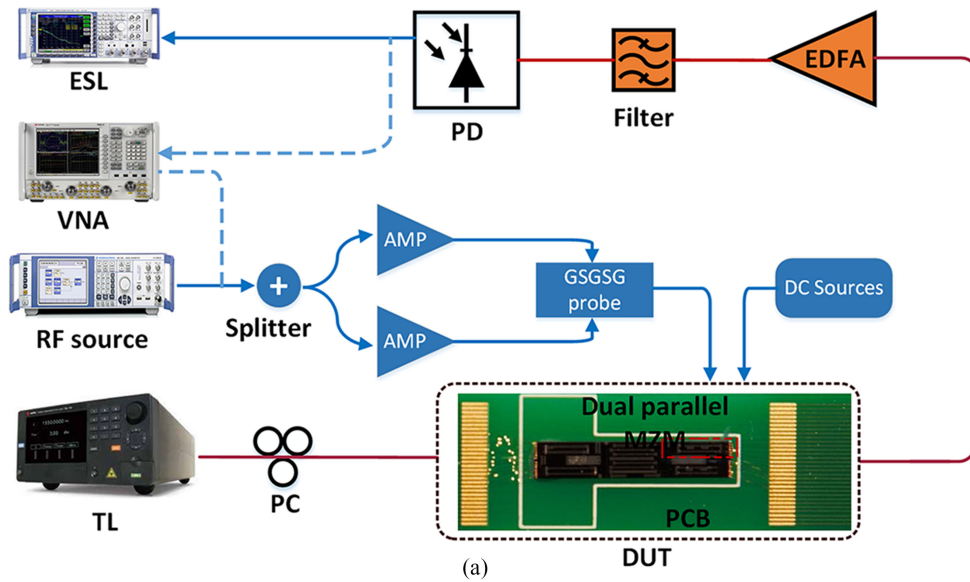 ESL
PD
Filter
EDFA
VNA
AMP
GSGSG
probe
DC Sources
RF source
Splitter
AMP
Dual parallel
MZM
TL
PC
PCB
DUT
(a)